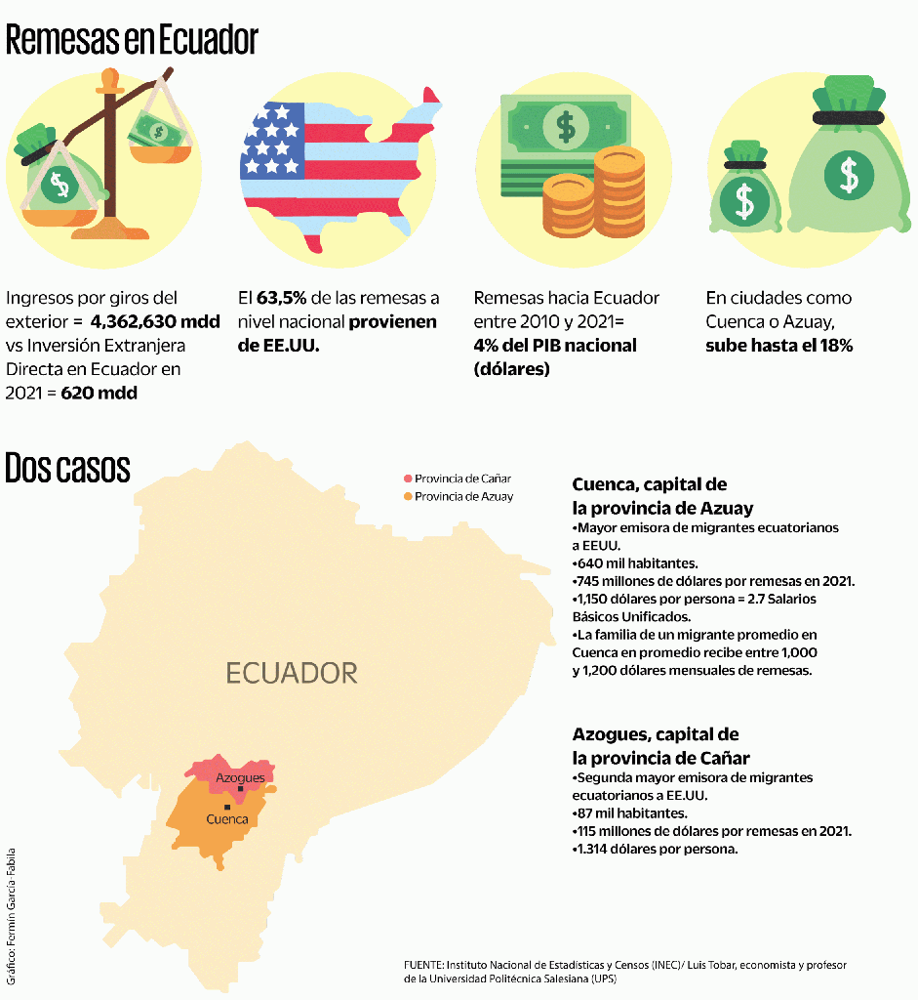 Remesas en Ecuador
Ingresos por giros del
exterior = 4,362,630 mdd
vs Inversión Extranjera
Directa en Ecuador en
2021 = 620 mdd
El 63,5% de las remesas a
nivel nacional provienen
de EE.UU.
Remesas hacia Ecuador
entre 2010 y 2021=
4% del PIB nacional
(dólares)
En ciudades como
Cuenca o Azuay,
sube hasta el 18%
Dos casos
Provincia de Cañar
Provincia de Azuay
ECUADOR
Azogues
Cuenca
Cuenca, capital de
la provincia de Azuay
•Mayor emisora de migrantes ecuatorianos
a EEUU.
•640 mil habitantes.
•745 millones de dólares por remesas en 2021.
•1,150 dólares por persona = 2.7 Salarios
Básicos Unificados.
•La familia de un migrante promedio en
Cuenca en promedio recibe entre 1,000
y 1,200 dólares mensuales de remesas.
Azogues, capital de
la provincia de Cañar
•Segunda mayor emisora de migrantes
ecuatorianos a EE.UU.
•87 mil habitantes.
•115 millones de dólares por remesas en 2021.
•1.314 dólares por persona.
Gráfico: Fermín García-Fabila
FUENTE: Instituto Nacional de Estadísticas y Censos (INEC)/ Luis Tobar, economista y profesor
de la Universidad Politécnica Salesiana (UPS)